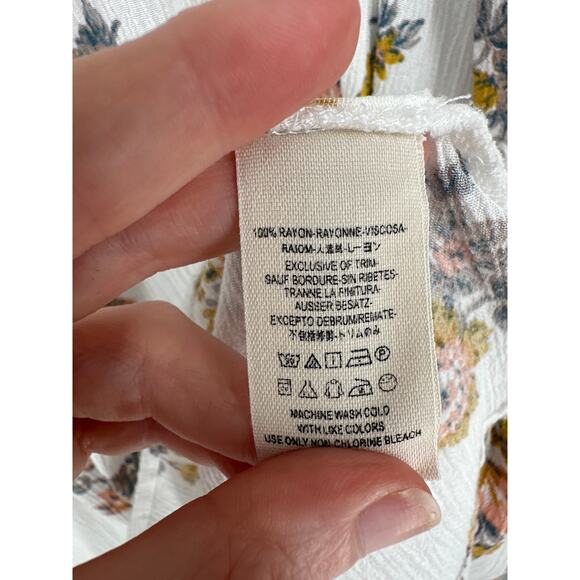 100% RAYON-RAYONNE-VISCOSA-
RAIOM-人造絲-レーヨン
EXCLUSIVE OF TRIM-
SAUF BORDURE-SIN RIBETES-
TRANNE LA FINITURA-
AUSSER BESATZ-
EXCEPTO DEBRUM/REMATE-
不包括修飾-トリムのみ
MACHINE WASH COLD
WITH LIKE COLORS
USE ONLY NON-CHLORINE BLEACH